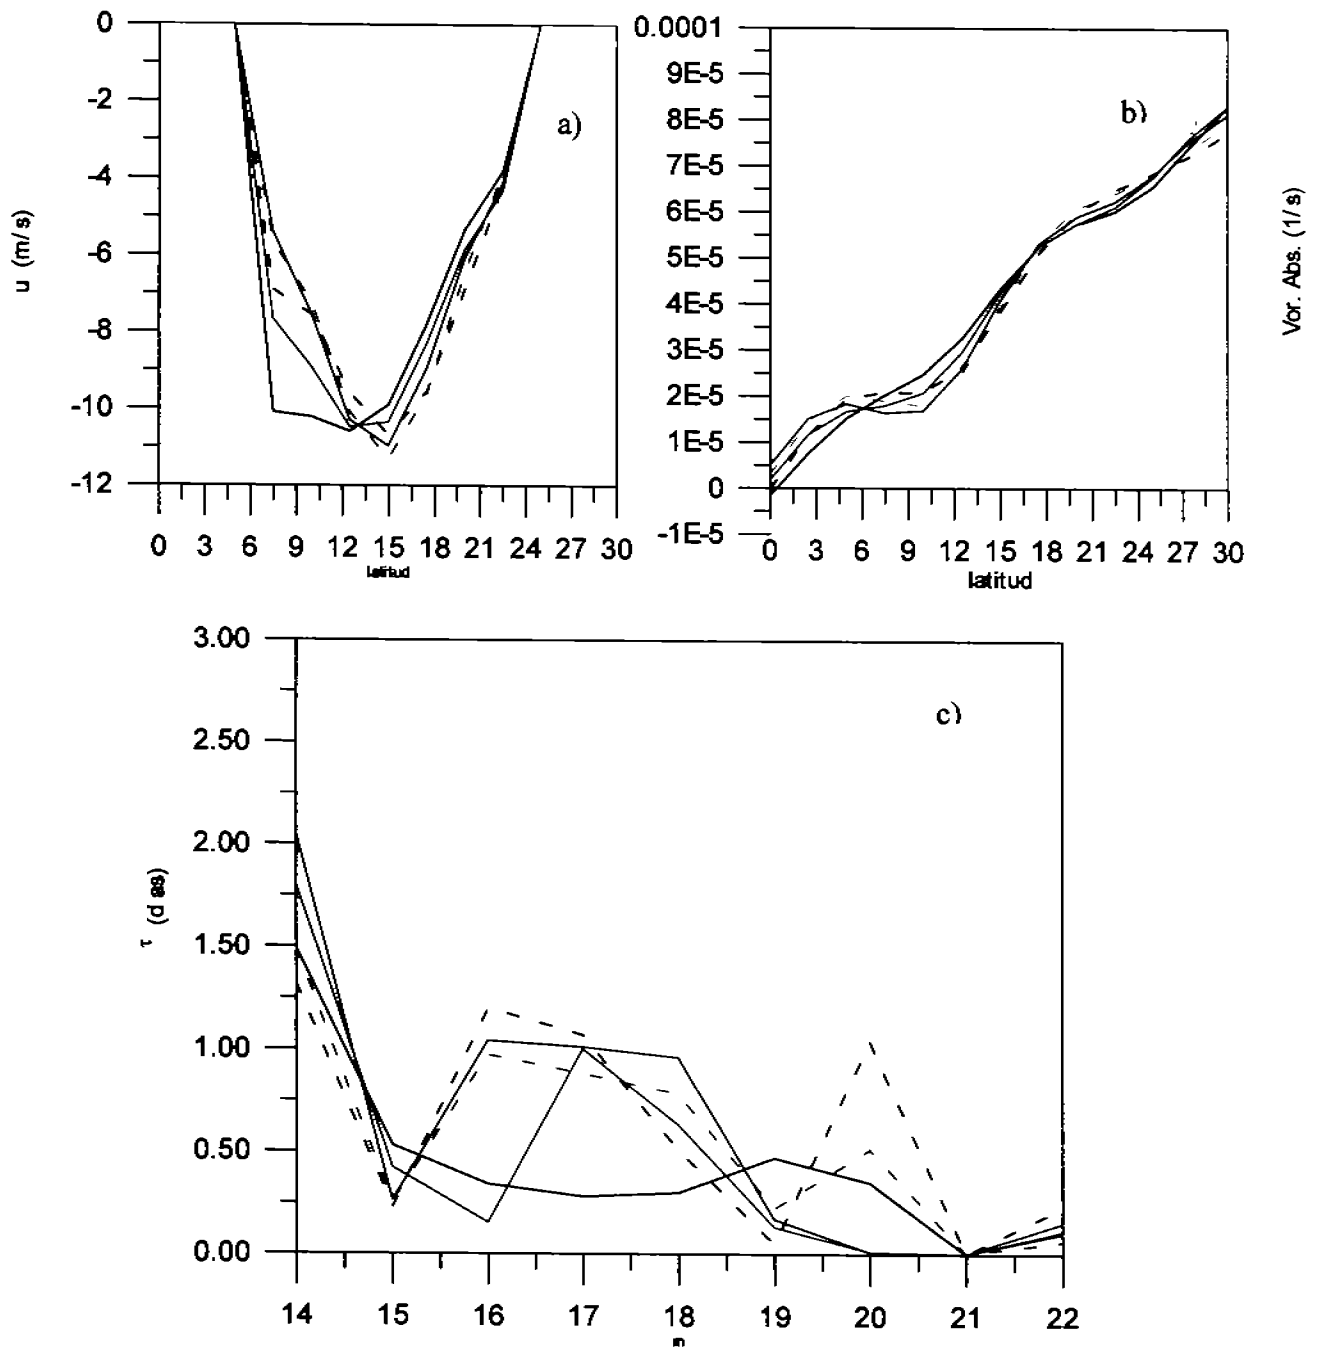 0
-2
-4
-6
-8
-10
-12
u (m/s)
a)
0 3 6 9 12 15 18 21 24 27 30
latitud
0.0001
9E-5
8E-5
7E-5
6E-5
5E-5
4E-5
3E-5
2E-5
1E-5
0
-1E-5
b)
Vor. Abs. (1/s)
0 3 6 9 12 15 18 21 24 27 30
latitud
3.00
2.50
2.00
1.50
1.00
0.50
0.00
τ (d as)
c)
14 15 16 17 18 19 20 21 22
n